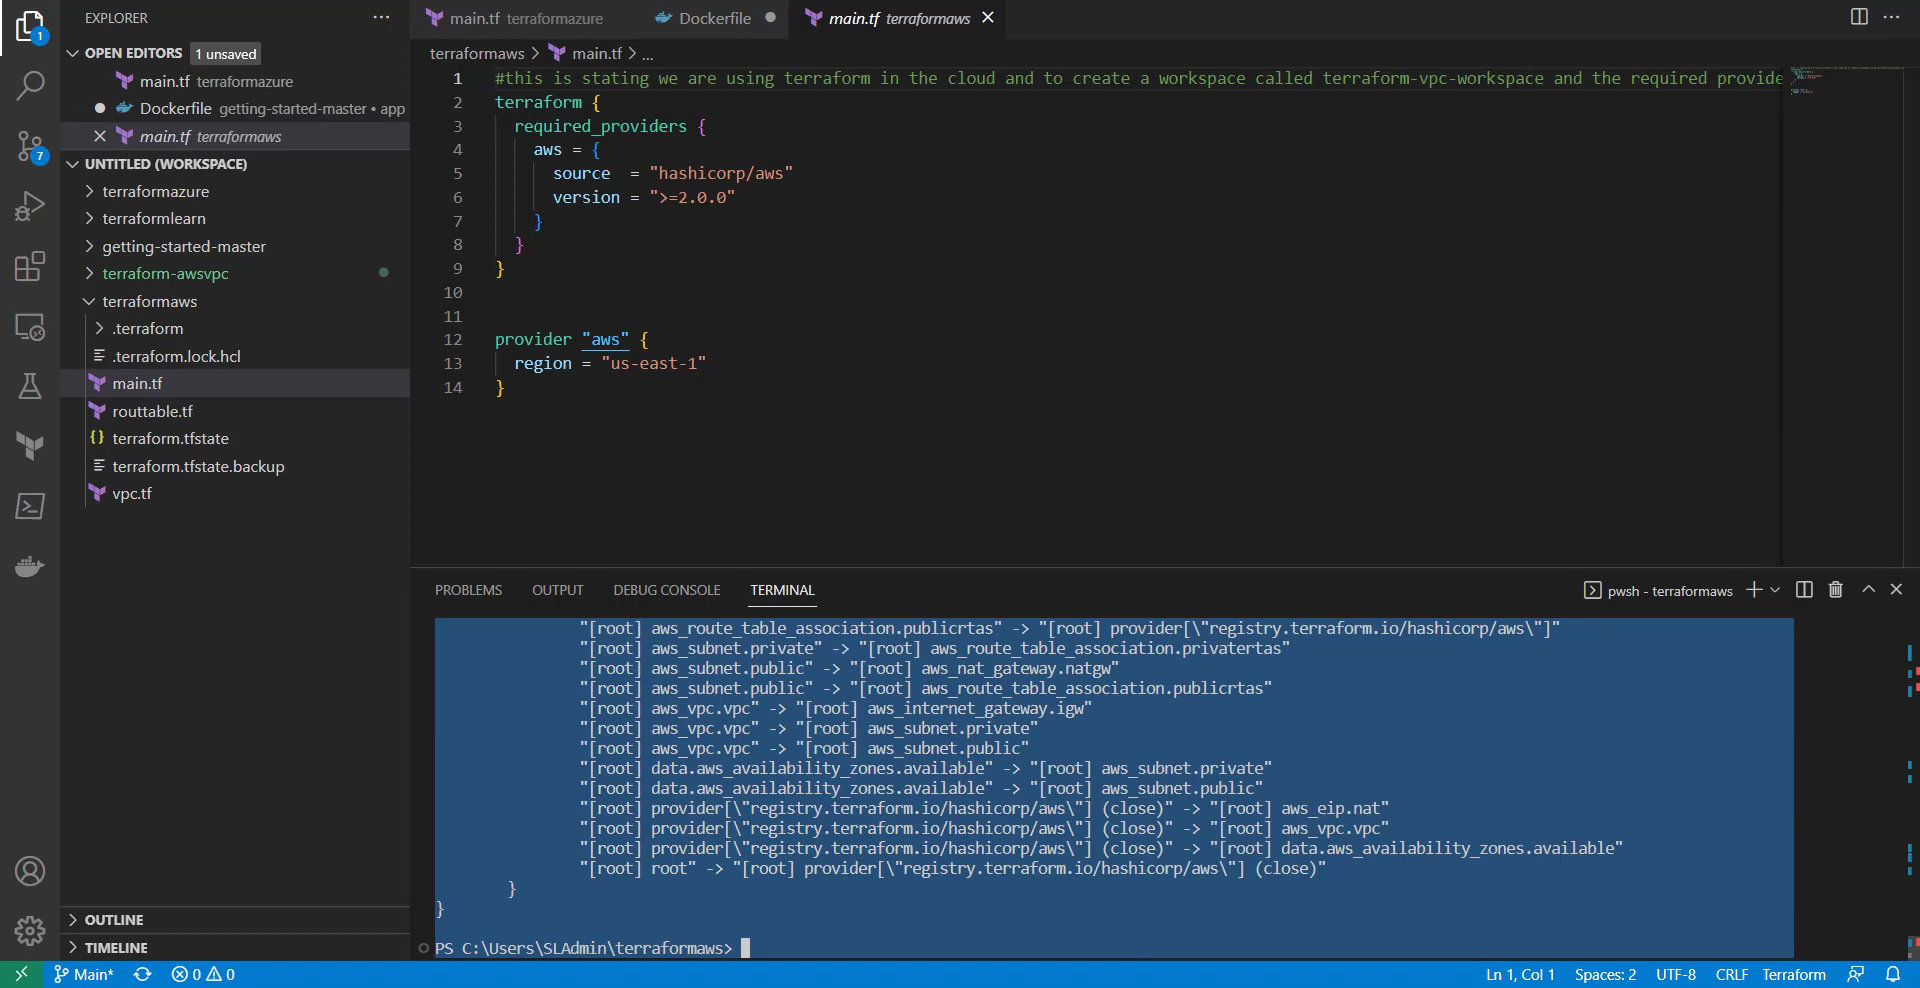 EXPLORER
OPEN EDITORS 1 unsaved
main.tf terraformazure
Dockerfile getting-started-master • app
main.tf terraformaws
UNTITLED (WORKSPACE)
terraformazure
terraformlearn
getting-started-master
terraform-awsvpc
terraformaws
.terraform
.terraform.lock.hcl
main.tf
routtable.tf
terraform.tfstate
terraform.tfstate.backup
vpc.tf
OUTLINE
TIMELINE
1
7
main.tf terraformazure
Dockerfile
main.tf terraformaws
terraformaws > main.tf > ...
1 #this is stating we are using terraform in the cloud and to create a workspace called terraform-vpc-workspace and the required provide
2 terraform {
3 required_providers {
4 aws = {
5 source = "hashicorp/aws"
6 version = ">=2.0.0"
7 }
8 }
9 }
10
11
12 provider "aws" {
13 region = "us-east-1"
14 }
PROBLEMS OUTPUT DEBUG CONSOLE TERMINAL
pwsh - terraformaws
"[root] aws_route_table_association.publicrtas" -> "[root] provider[\"registry.terraform.io/hashicorp/aws\"]"
"[root] aws_subnet.private" -> "[root] aws_route_table_association.privatertas"
"[root] aws_subnet.public" -> "[root] aws_nat_gateway.natgw"
"[root] aws_subnet.public" -> "[root] aws_route_table_association.publicrtas"
"[root] aws_vpc.vpc" -> "[root] aws_internet_gateway.igw"
"[root] aws_vpc.vpc" -> "[root] aws_subnet.private"
"[root] aws_vpc.vpc" -> "[root] aws_subnet.public"
"[root] data.aws_availability_zones.available" -> "[root] aws_subnet.private"
"[root] data.aws_availability_zones.available" -> "[root] aws_subnet.public"
"[root] provider[\"registry.terraform.io/hashicorp/aws\"] (close)" -> "[root] aws_eip.nat"
"[root] provider[\"registry.terraform.io/hashicorp/aws\"] (close)" -> "[root] aws_vpc.vpc"
"[root] provider[\"registry.terraform.io/hashicorp/aws\"] (close)" -> "[root] data.aws_availability_zones.available"
"[root] root" -> "[root] provider[\"registry.terraform.io/hashicorp/aws\"] (close)"
}
}
PS C:\Users\SLAdmin\terraformaws>
Main* 0 0 Ln 1, Col 1 Spaces: 2 UTF-8 CRLF Terraform